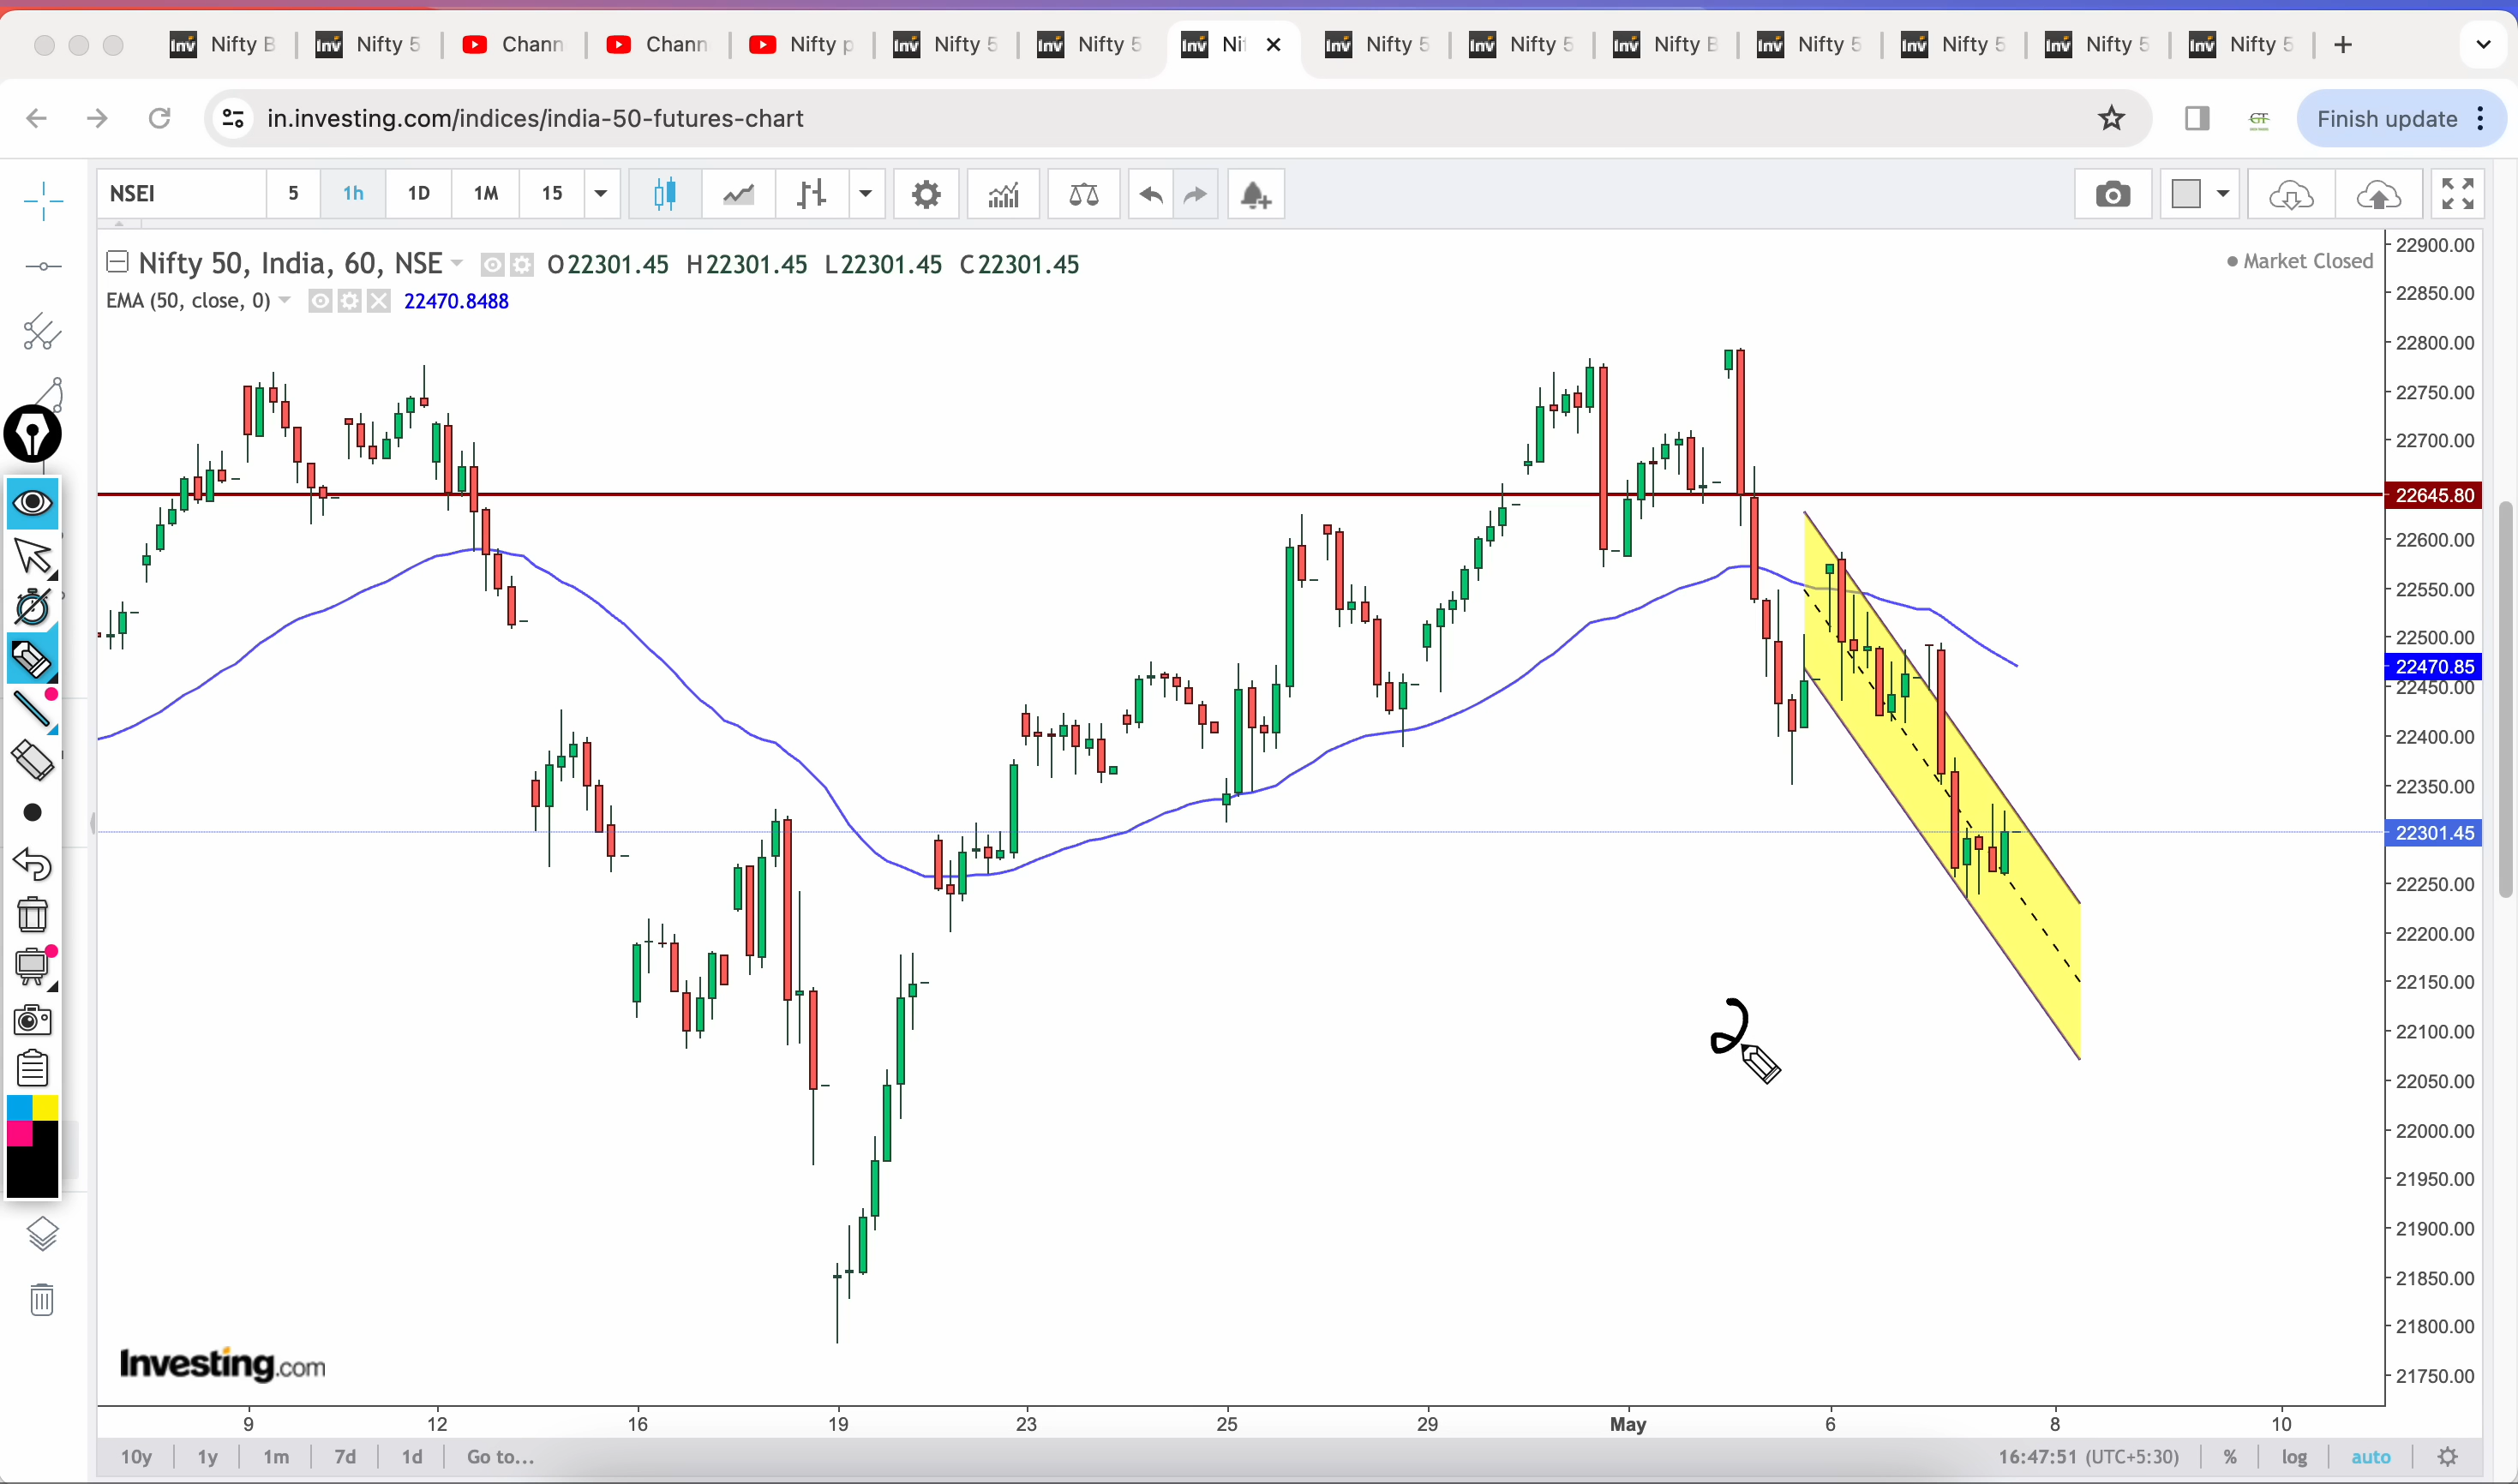 Nifty B
Nifty 5
Chann
Chann
Nifty p
Nifty 5
Nifty 5
Ni
Nifty 5
Nifty 5
Nifty B
Nifty 5
Nifty 5
Nifty 5
Nifty 5
in.investing.com/indices/india-50-futures-chart
GT
Finish update
NSEI
5
1h
1D
1M
15
Nifty 50, India, 60, NSE
O22301.45 H22301.45 L22301.45 C22301.45
Market Closed
EMA (50, close, 0)
22470.8488
22900.00
22850.00
22800.00
22750.00
22700.00
22645.80
22600.00
22550.00
22500.00
22470.85
22450.00
22400.00
22350.00
22301.45
22250.00
22200.00
22150.00
22100.00
22050.00
22000.00
21950.00
21900.00
21850.00
21800.00
21750.00
2
Investing.com
9 12 16 19 23 25 29 May 6 8 10
10y
1y
1m
7d
1d
Go to...
16:47:51 (UTC+5:30)
%
log
auto